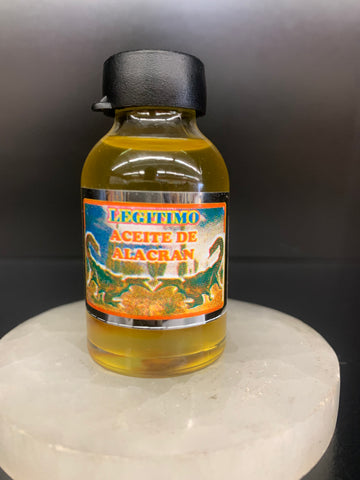 LEGITIMO
ACEITE DE
ALACRAN